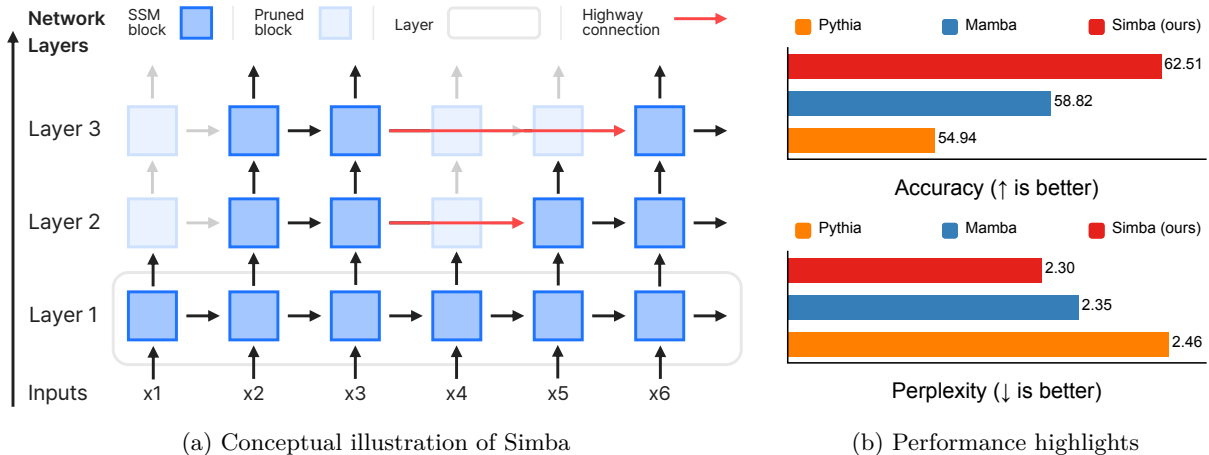 Network Layers
SSM block
Pruned block
Layer
Highway connection
Layer 3
Layer 2
Layer 1
Inputs x1 x2 x3 x4 x5 x6
(a) Conceptual illustration of Simba
Pythia Mamba Simba (ours)
62.51
58.82
54.94
Accuracy (↑ is better)
Pythia Mamba Simba (ours)
2.30
2.35
2.46
Perplexity (↓ is better)
(b) Performance highlights